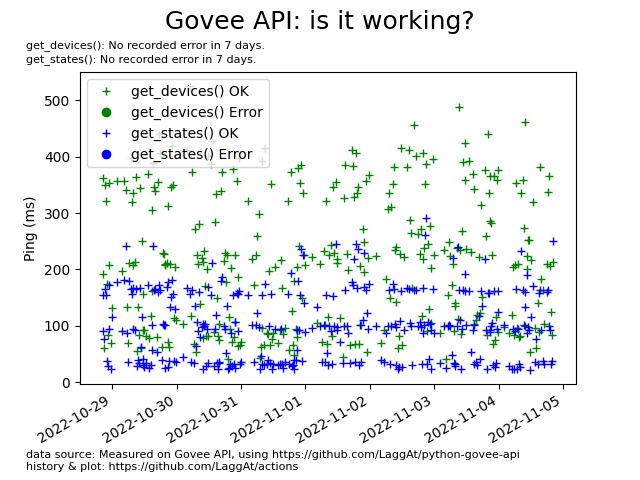 Govee API: is it working?
get_devices(): No recorded error in 7 days.
get_states(): No recorded error in 7 days.
get_devices() OK
get_devices() Error
get_states() OK
get_states() Error
Ping (ms)
500
400
300
200
100
0
2022-10-29
2022-10-30
2022-10-31
2022-11-01
2022-11-02
2022-11-03
2022-11-04
2022-11-05
data source: Measured on Govee API, using https://github.com/LaggAt/python-govee-api
history & plot: https://github.com/LaggAt/actions